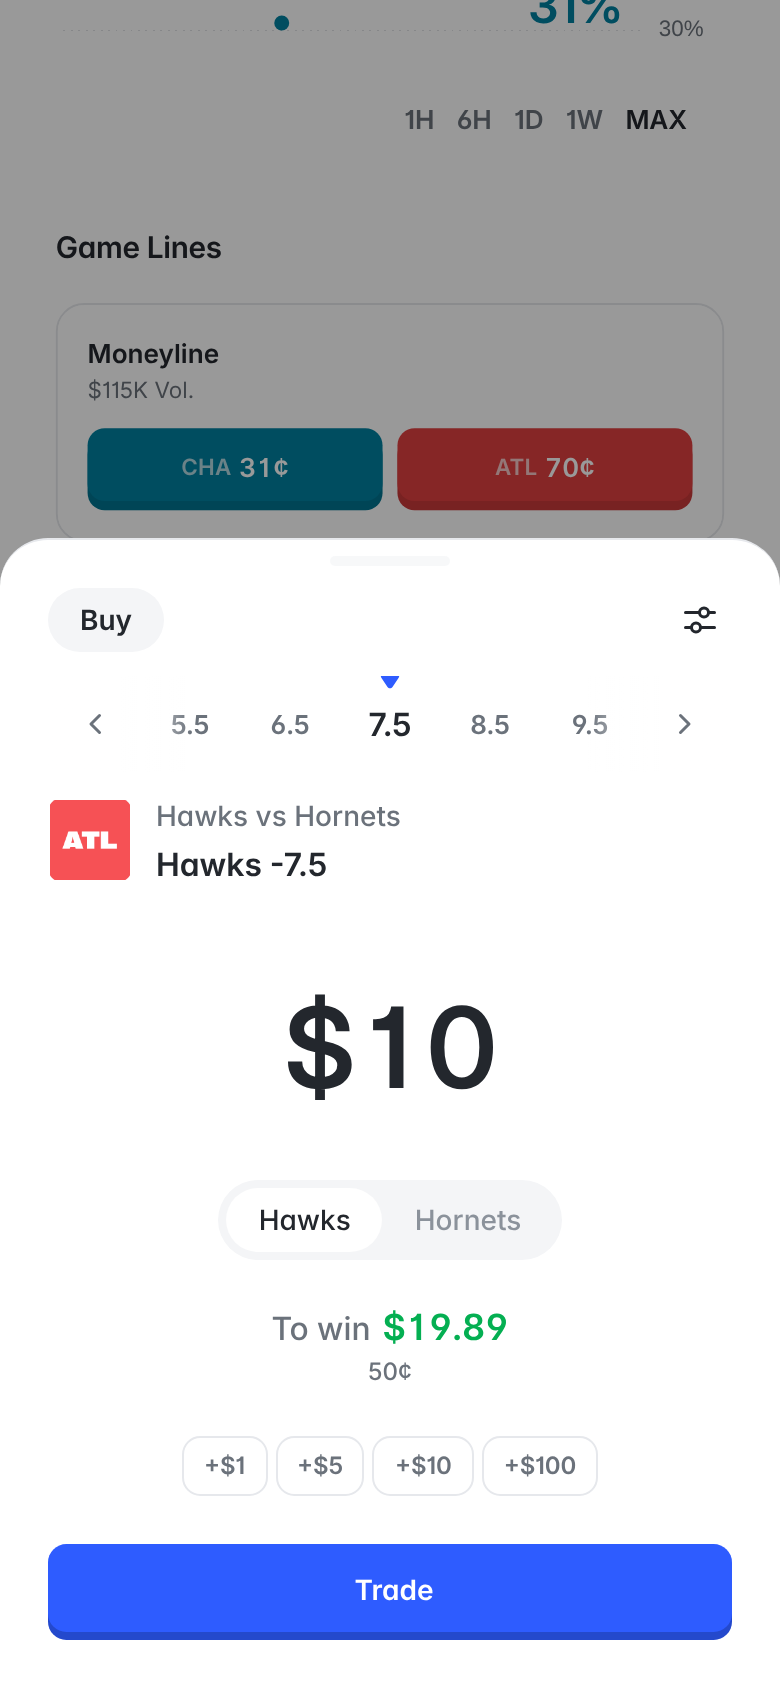 31%
30%
1H 6H 1D 1W MAX
Game Lines
Moneyline
$115K Vol.
CHA 31¢ ATL 70¢
Buy
5.5 6.5 7.5 8.5 9.5
ATL
Hawks vs Hornets
Hawks -7.5
$10
Hawks Hornets
To win $19.89
50¢
+$1 +$5 +$10 +$100
Trade